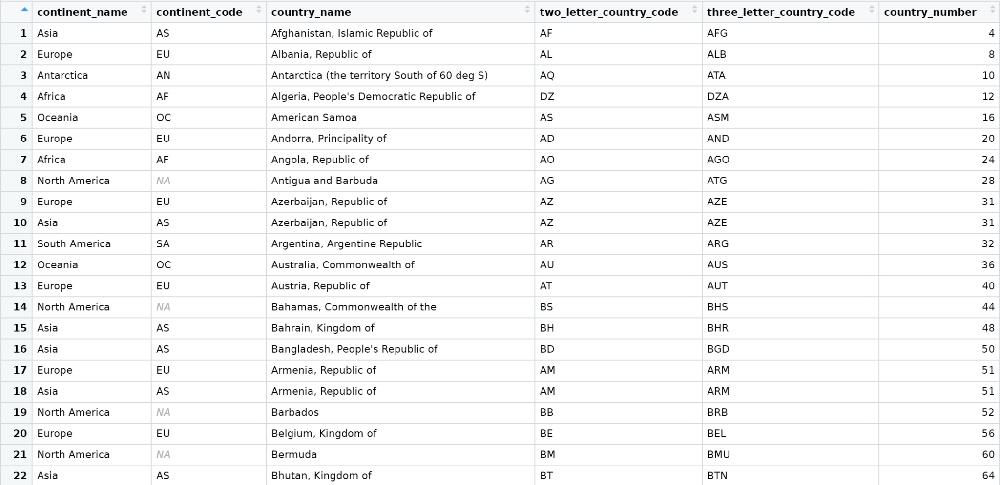 continent_name continent_code country_name two_letter_country_code three_letter_country_code country_number
1 Asia AS Afghanistan, Islamic Republic of AF AFG 4
2 Europe EU Albania, Republic of AL ALB 8
3 Antarctica AN Antarctica (the territory South of 60 deg S) AQ ATA 10
4 Africa AF Algeria, People's Democratic Republic of DZ DZA 12
5 Oceania OC American Samoa AS ASM 16
6 Europe EU Andorra, Principality of AD AND 20
7 Africa AF Angola, Republic of AO AGO 24
8 North America NA Antigua and Barbuda AG ATG 28
9 Europe EU Azerbaijan, Republic of AZ AZE 31
10 Asia AS Azerbaijan, Republic of AZ AZE 31
11 South America SA Argentina, Argentine Republic AR ARG 32
12 Oceania OC Australia, Commonwealth of AU AUS 36
13 Europe EU Austria, Republic of AT AUT 40
14 North America NA Bahamas, Commonwealth of the BS BHS 44
15 Asia AS Bahrain, Kingdom of BH BHR 48
16 Asia AS Bangladesh, People's Republic of BD BGD 50
17 Europe EU Armenia, Republic of AM ARM 51
18 Asia AS Armenia, Republic of AM ARM 51
19 North America NA Barbados BB BRB 52
20 Europe EU Belgium, Kingdom of BE BEL 56
21 North America NA Bermuda BM BMU 60
22 Asia AS Bhutan, Kingdom of BT BTN 64